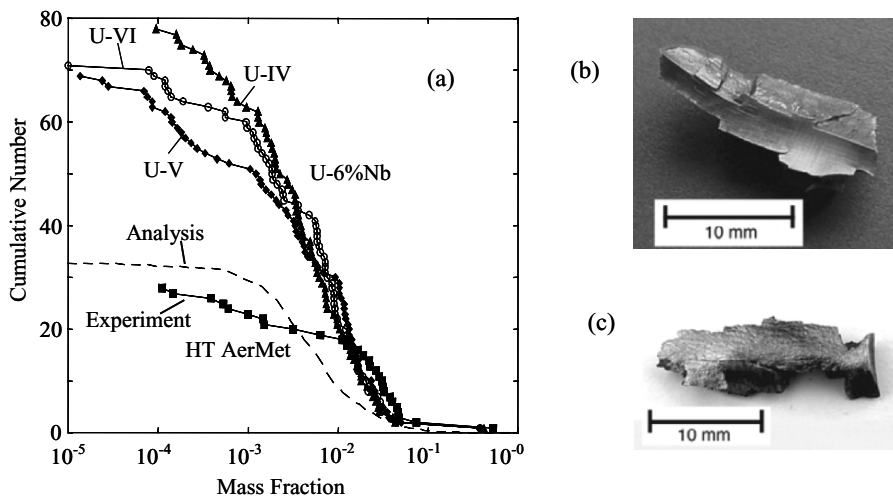 (a)
U-VI
U-IV
U-V
U-6%Nb
Analysis
Experiment
HT AerMet
Cumulative Number
80
60
40
20
0
10-5
10-4
10-3
10-2
10-1
10-0
Mass Fraction
(b)
10 mm
(c)
10 mm